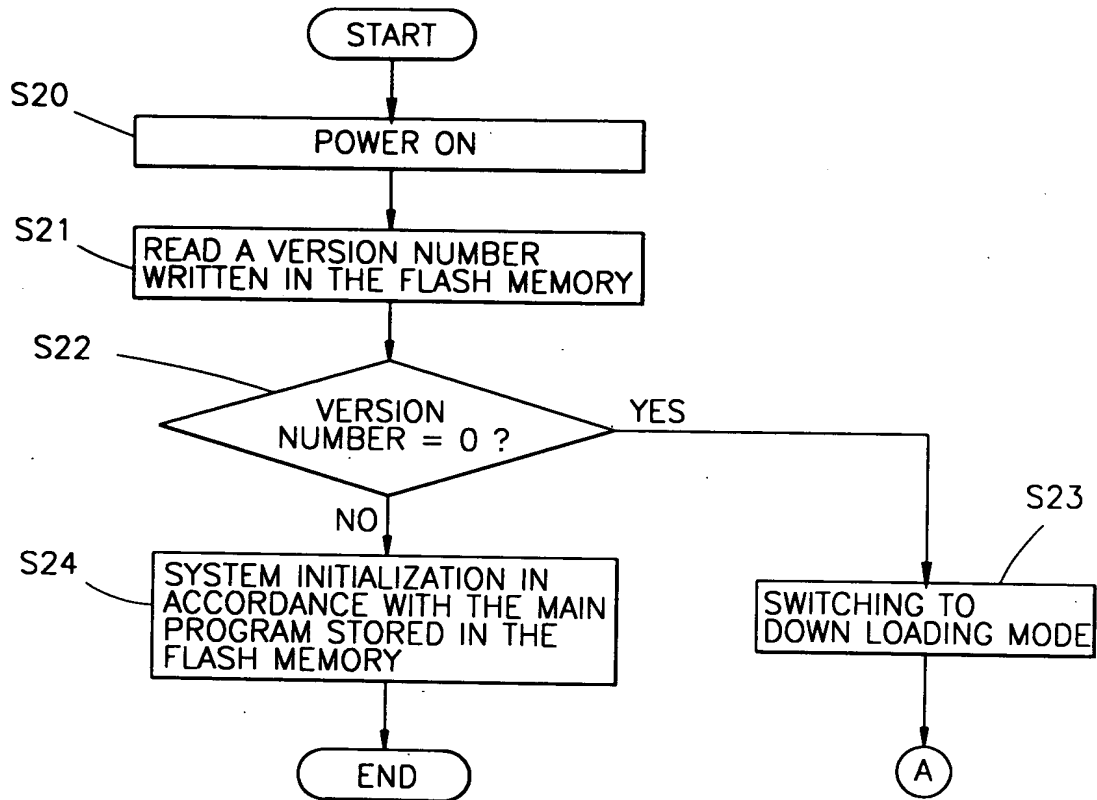 START
S20
POWER ON
S21
READ A VERSION NUMBER
WRITTEN IN THE FLASH MEMORY
S22
VERSION
NUMBER = 0 ?
YES
NO
S23
S24
SYSTEM INITIALIZATION IN
ACCORDANCE WITH THE MAIN
PROGRAM STORED IN THE
FLASH MEMORY
SWITCHING TO
DOWN LOADING MODE
END
A